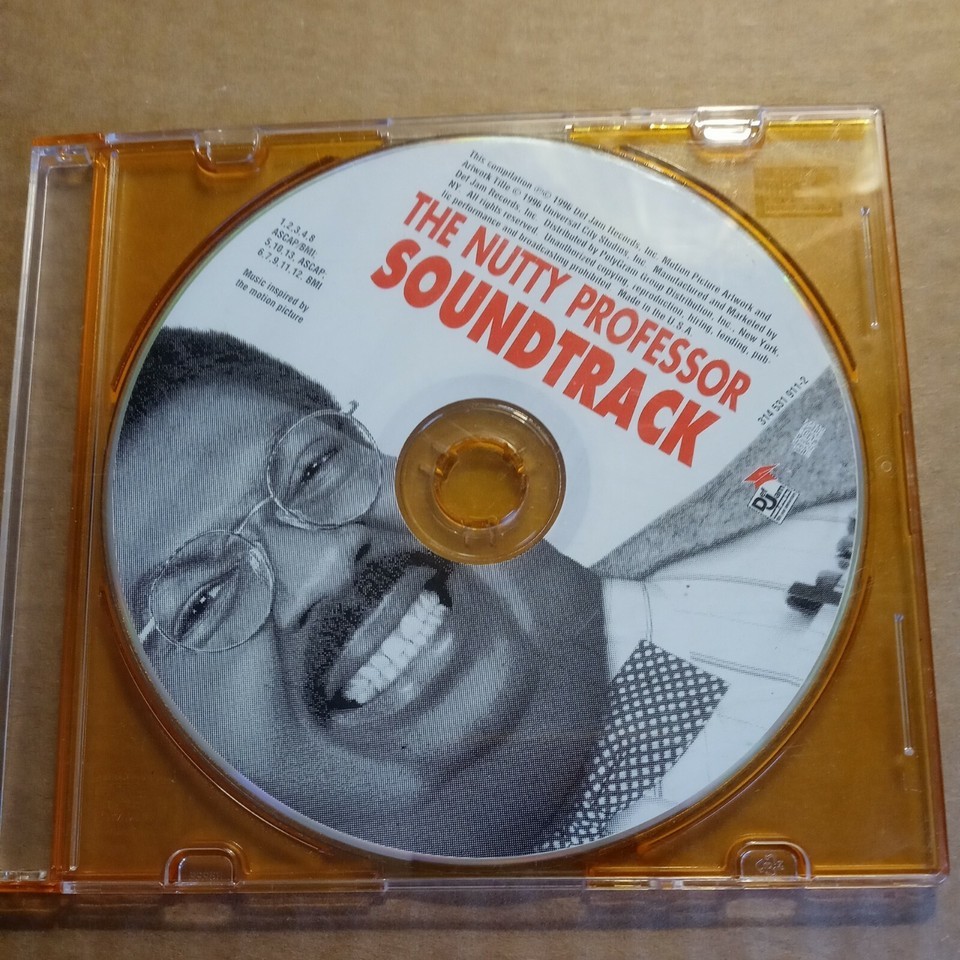 This compilation ℗© 1996 Def Jam Records, Inc. Motion Picture Artwork and
Artwork Title © 1996 Universal City Studios, Inc. Manufactured and Marketed by
Def Jam Records, Inc. Distributed by PolyGram Group Distribution, Inc., New York,
NY. All rights reserved. Unauthorized copying, reproduction, hiring, lending, pub-
lic performance and broadcasting prohibited. Made in the U.S.A.
THE NUTTY PROFESSOR
SOUNDTRACK
1,2,3,4,8
ASCAP/BMI.
5,10,13, ASCAP.
6,7,9,11,12. BMI
Music inspired by
the motion picture
314 531 911-2
Def
Jam